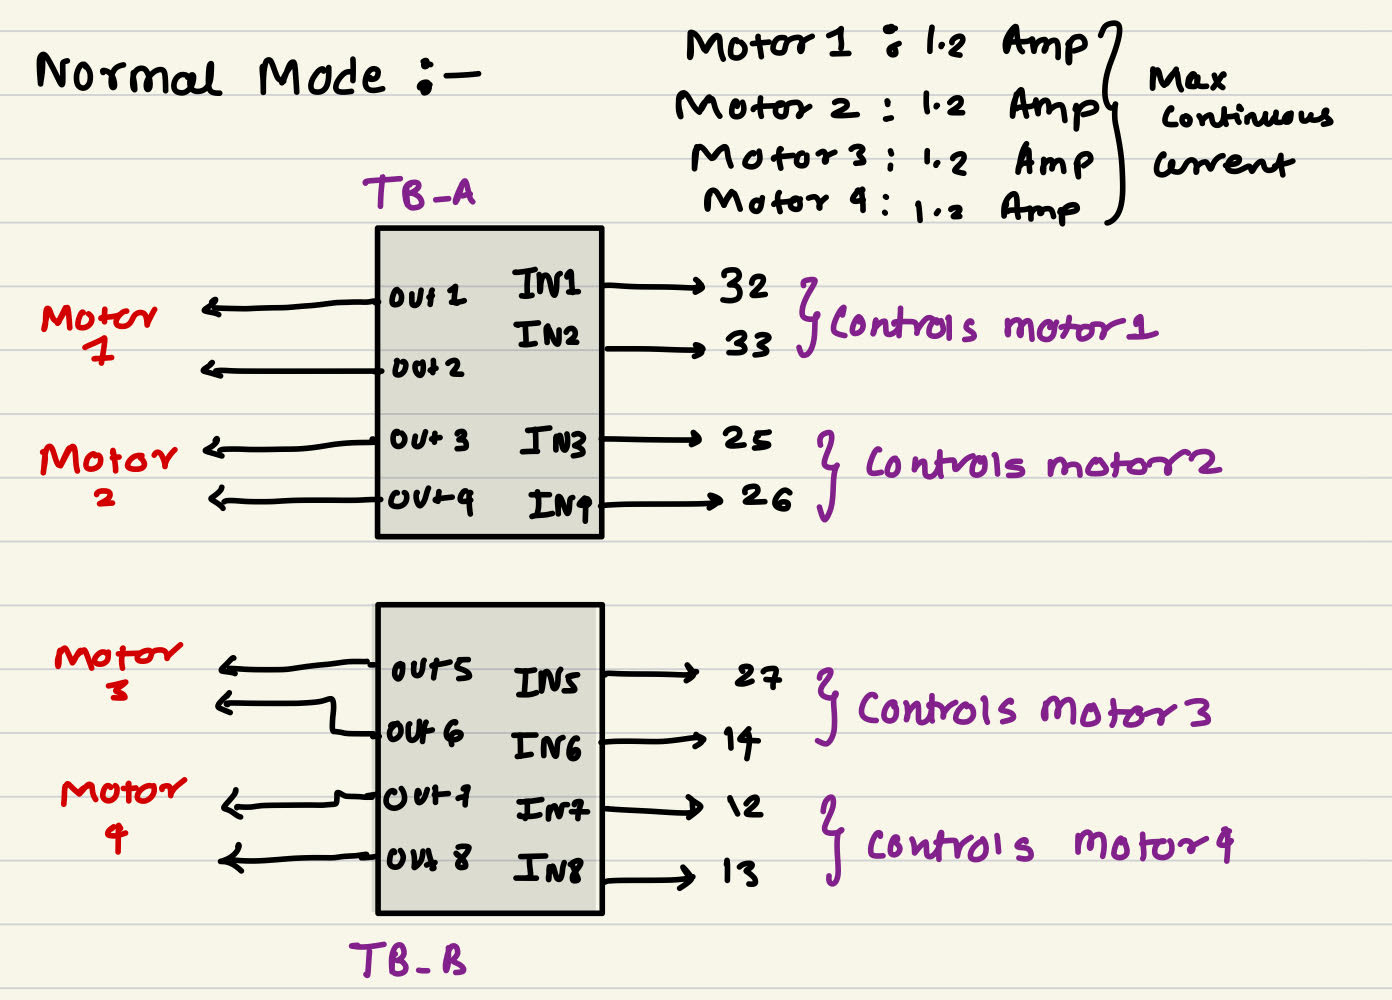 Normal Mode :-
Motor 1 : 1.2 Amp
Motor 2 : 1.2 Amp
Motor 3 : 1.2 Amp
Motor 4 : 1.2 Amp
Max
Continuous
Current
TB_A
Motor
1
OUT 1
OUT 2
IN1
IN2
32
33
Controls motor1
Motor
2
OUT 3
OUT 4
IN3
IN4
25
26
Controls motor2
Motor
3
OUT 5
OUT 6
IN5
IN6
27
14
Controls Motor 3
Motor
4
OUT 7
OUT 8
IN7
IN8
12
13
Controls Motor 4
TB_B